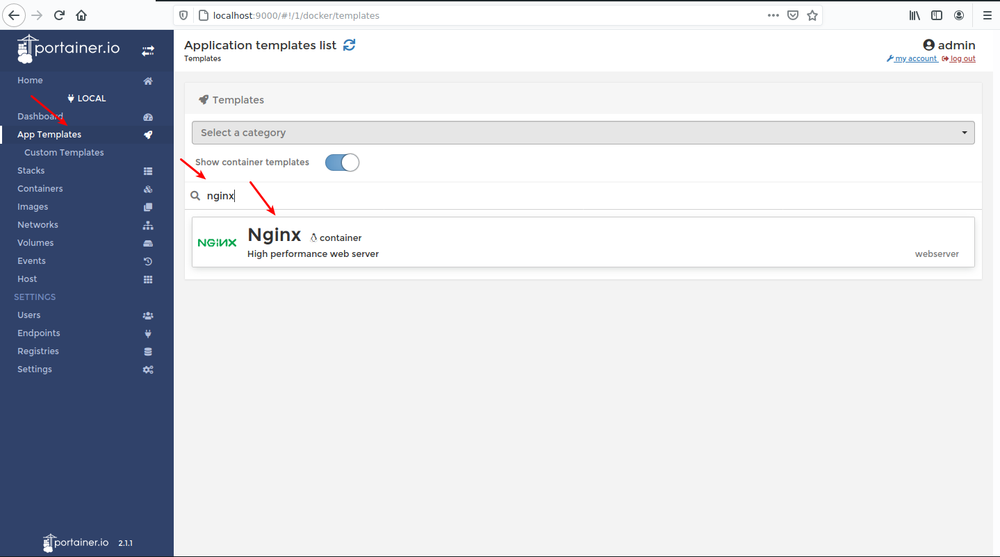 localhost:9000/#!/1/docker/templates
portainer.io
Home
LOCAL
Dashboard
App Templates
Custom Templates
Stacks
Containers
Images
Networks
Volumes
Events
Host
SETTINGS
Users
Endpoints
Registries
Settings
portainer.io 2.1.1
Application templates list
Templates
admin
my account log out
Templates
Select a category
Show container templates
nginx
NGINX
Nginx container
High performance web server
webserver